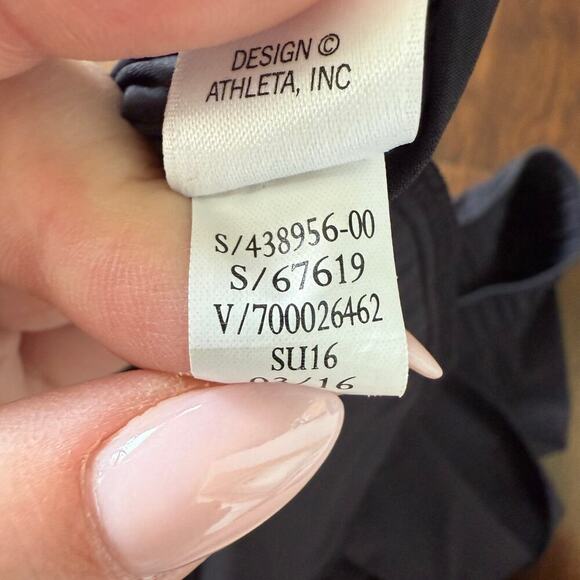 DESIGN ©
ATHLETA, INC
S/438956-00
S/67619
V/700026462
SU16